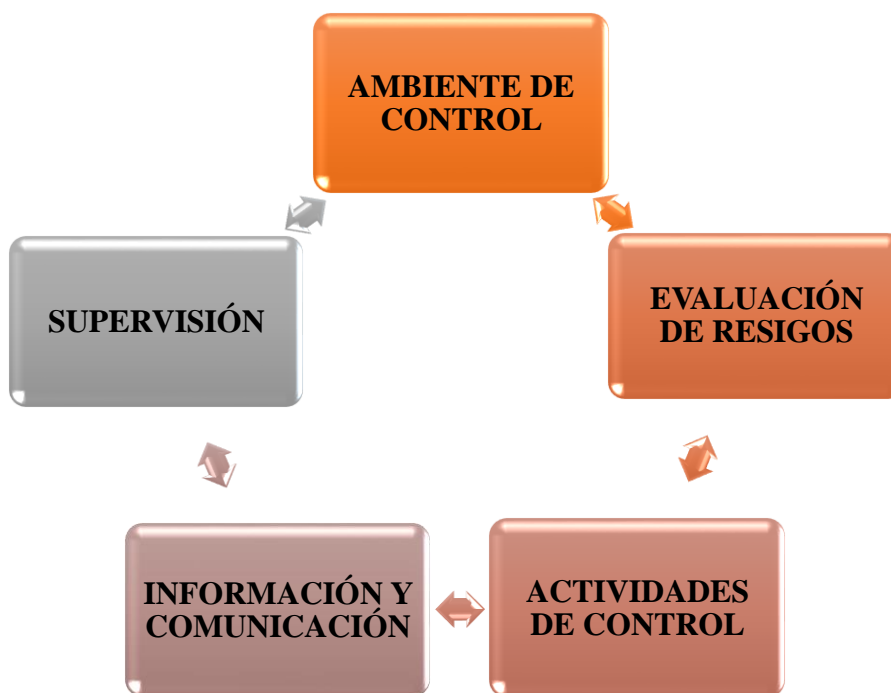 AMBIENTE DE
CONTROL
SUPERVISIÓN
EVALUACIÓN
DE RESIGOS
INFORMACIÓN Y
COMUNICACIÓN
ACTIVIDADES
DE CONTROL